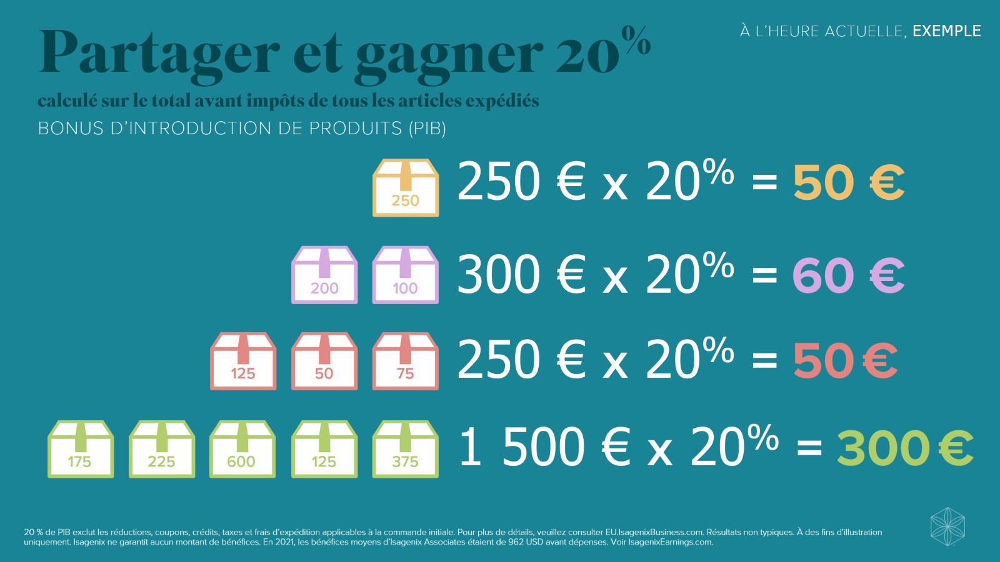 Partager et gagner 20%
À L’HEURE ACTUELLE, EXEMPLE
calculé sur le total avant impôts de tous les articles expédiés
BONUS D’INTRODUCTION DE PRODUITS (PIB)
250 250 € x 20% = 50 €
200 100 300 € x 20% = 60 €
125 50 75 250 € x 20% = 50 €
175 225 600 125 375 1 500 € x 20% = 300 €
20 % de PIB exclut les réductions, coupons, crédits, taxes et frais d’expédition applicables à la commande initiale. Pour plus de détails, veuillez consulter EU.IsagenixBusiness.com. Résultats non typiques. À des fins d’illustration
uniquement. Isagenix ne garantit aucun montant de bénéfices. En 2021, les bénéfices moyens d’Isagenix Associates étaient de 962 USD avant dépenses. Voir IsagenixEarnings.com.